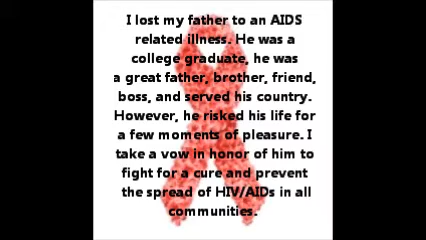 I lost my father to an AIDS
related illness. He was a
college graduate, he was
a great father, brother, friend,
boss, and served his country.
However, he risked his life for
a few moments of pleasure. I
take a vow in honor of him to
fight for a cure and prevent
the spread of HIV/AIDs in all
communities.